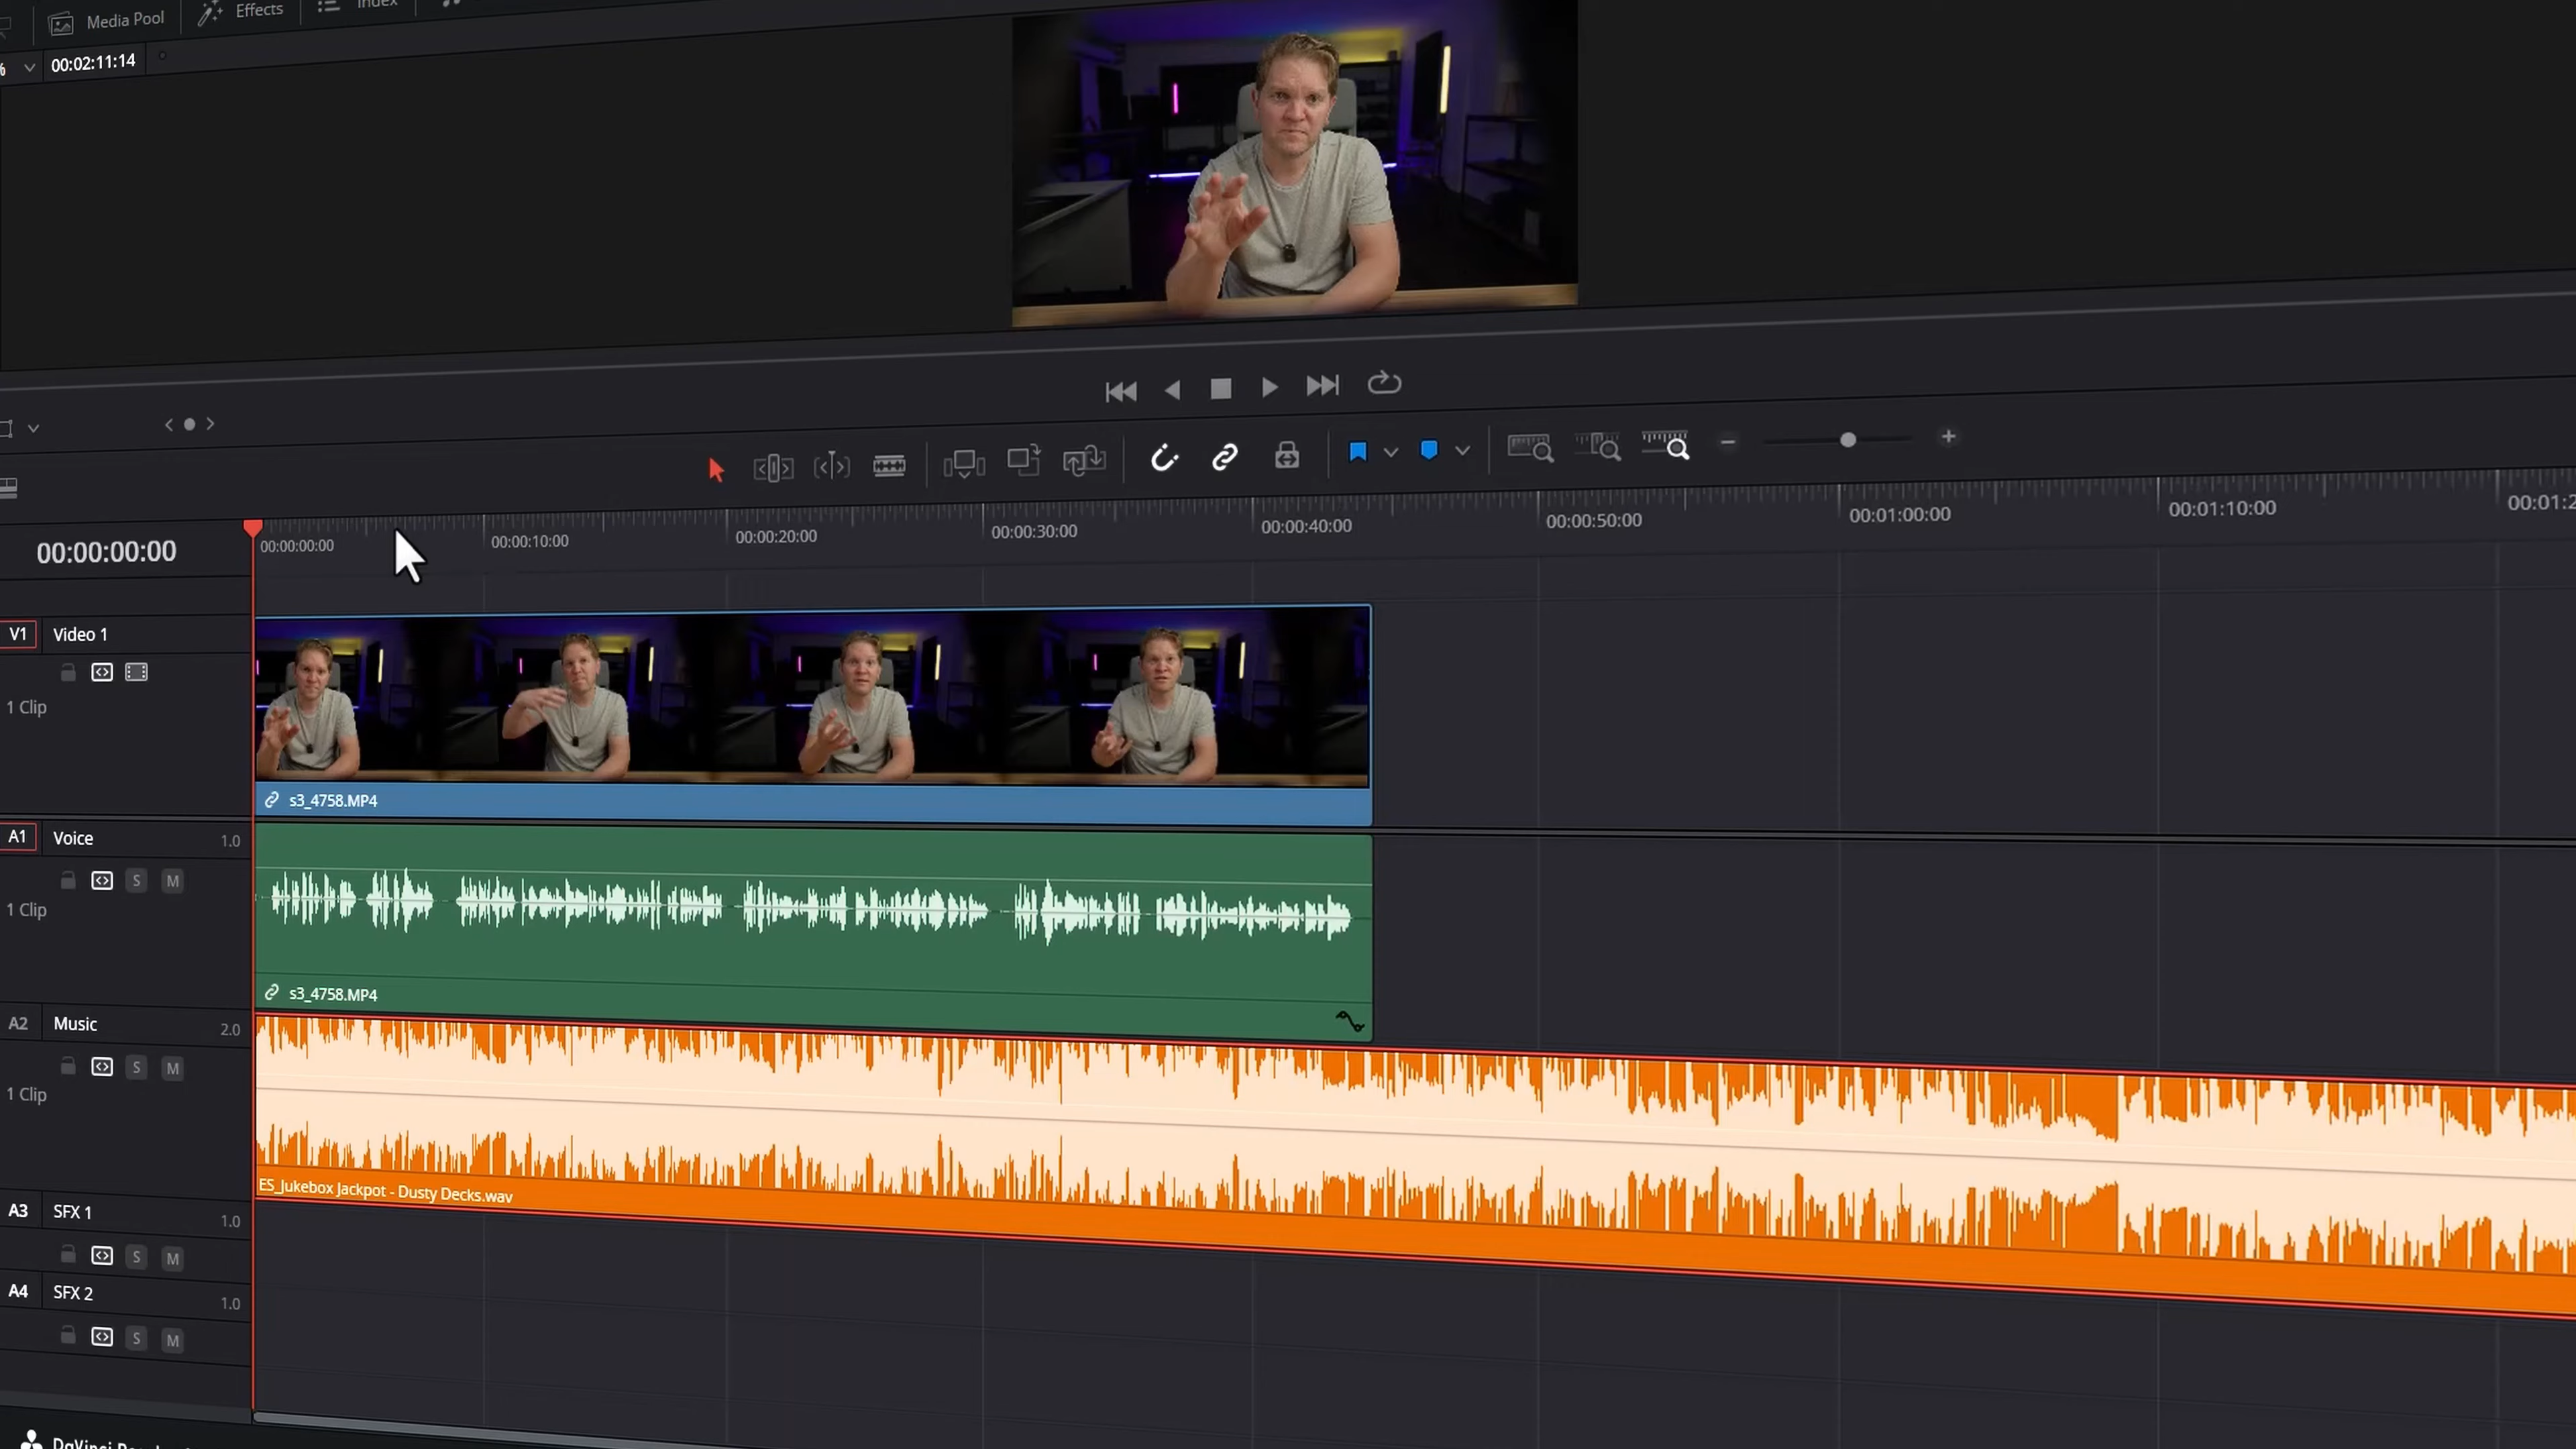 Media Pool
Effects
Index
00:02:11:14
00:00:00:00
00:00:00:00
00:00:10:00
00:00:20:00
00:00:30:00
00:00:40:00
00:00:50:00
00:01:00:00
00:01:10:00
V1 Video 1
1 Clip
s3_4758.MP4
A1 Voice 1.0
S M
1 Clip
s3_4758.MP4
A2 Music 2.0
S M
1 Clip
ES_Jukebox Jackpot - Dusty Decks.wav
A3 SFX 1 1.0
S M
A4 SFX 2 1.0
S M
DaVinci